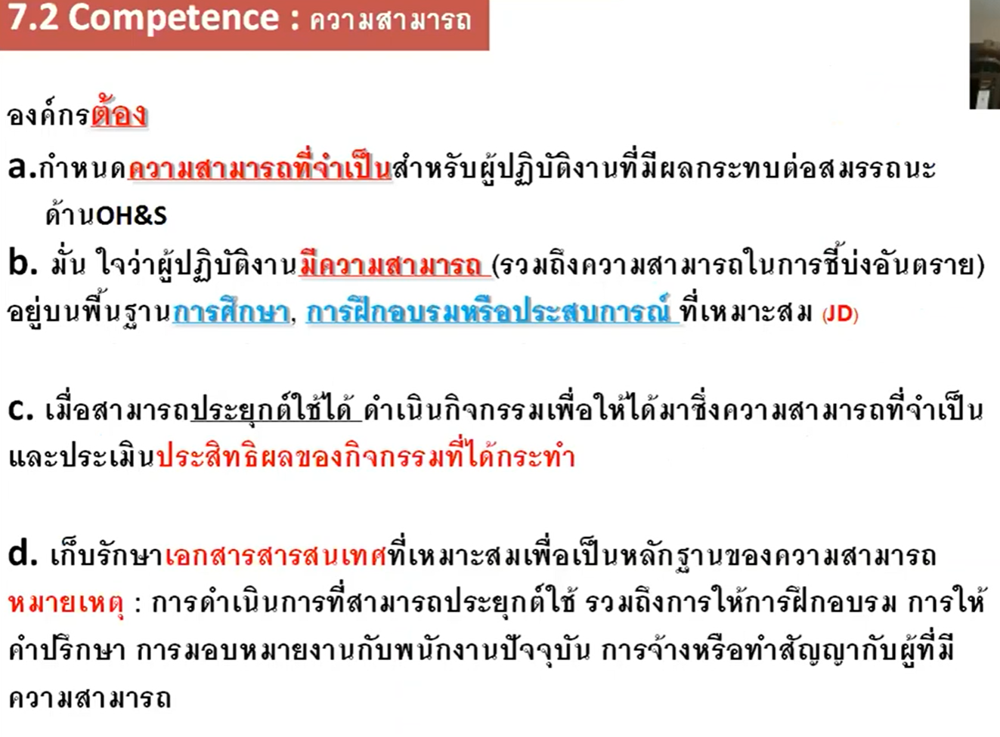 7.2 Competence : ความสามารถ
องค์กรต้อง
a.กำหนดความสามารถที่จำเป็นสำหรับผู้ปฏิบัติงานที่มีผลกระทบต่อสมรรถนะ
ด้านOH&S
b. มั่น ใจว่าผู้ปฏิบัติงานมีความสามารถ (รวมถึงความสามารถในการชี้บ่งอันตราย)
อยู่บนพื้นฐานการศึกษา, การฝึกอบรมหรือประสบการณ์ ที่เหมาะสม (JD)
c. เมื่อสามารถประยุกต์ใช้ได้ ดำเนินกิจกรรมเพื่อให้ได้มาซึ่งความสามารถที่จำเป็น
และประเมินประสิทธิผลของกิจกรรมที่ได้กระทำ
d. เก็บรักษาเอกสารสารสนเทศที่เหมาะสมเพื่อเป็นหลักฐานของความสามารถ
หมายเหตุ : การดำเนินการที่สามารถประยุกต์ใช้ รวมถึงการให้การฝึกอบรม การให้
คำปรึกษา การมอบหมายงานกับพนักงานปัจจุบัน การจ้างหรือทำสัญญากับผู้ที่มี
ความสามารถ